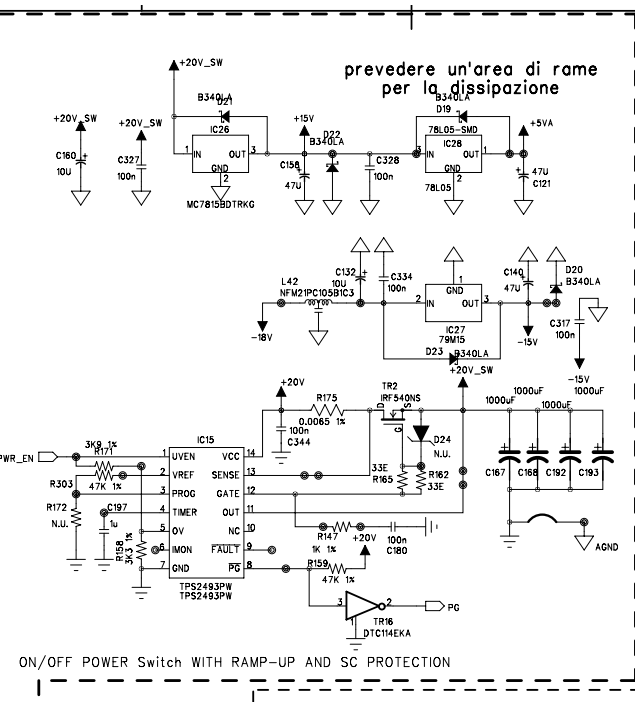 prevedere un'area di rame
per la dissipazione
+20V_SW
B340LA
D21
IC26
1 IN OUT 3
GND
2
MC7815BDTRKG
+20V_SW
C160
10U
+20V_SW
C327
100n
+15V
D22
B340LA
C158
47U
C328
100n
B340LA
D19
78L05-SMD
IC28
3 IN OUT 1
GND
2
78L05
+5VA
47U
C121
L42
NFM21PC105B1C3
-18V
C132
10U
C334
100n
1
GND
2 IN OUT 3
IC27
79M15
D23 B340LA
C140
47U
D20
B340LA
-15V
C317
100n
-15V
+20V
R175
0.0065 1%
100n
C344
TR2
IRF540NS
D S
G
+20V_SW
D24
N.U.
33E
R165
R162
33E
1000uF
1000uF
1000uF
1000uF
C167
C168
C192
C193
AGND
IC15
PWR_EN
3K9 1%
R171
R303
47K 1%
R172
N.U.
C197
1u
R158
3K3 1%
1 UVEN VCC 14
2 VREF SENSE 13
3 PROG GATE 12
4 TIMER OUT 11
5 OV NC 10
6 IMON FAULT 9
7 GND PG 8
TPS2493PW
TPS2493PW
R147
1K 1%
100n
C180
+20V
R159
47K 1%
3 2
1
TR16
DTC114EKA
PG
ON/OFF POWER Switch WITH RAMP-UP AND SC PROTECTION